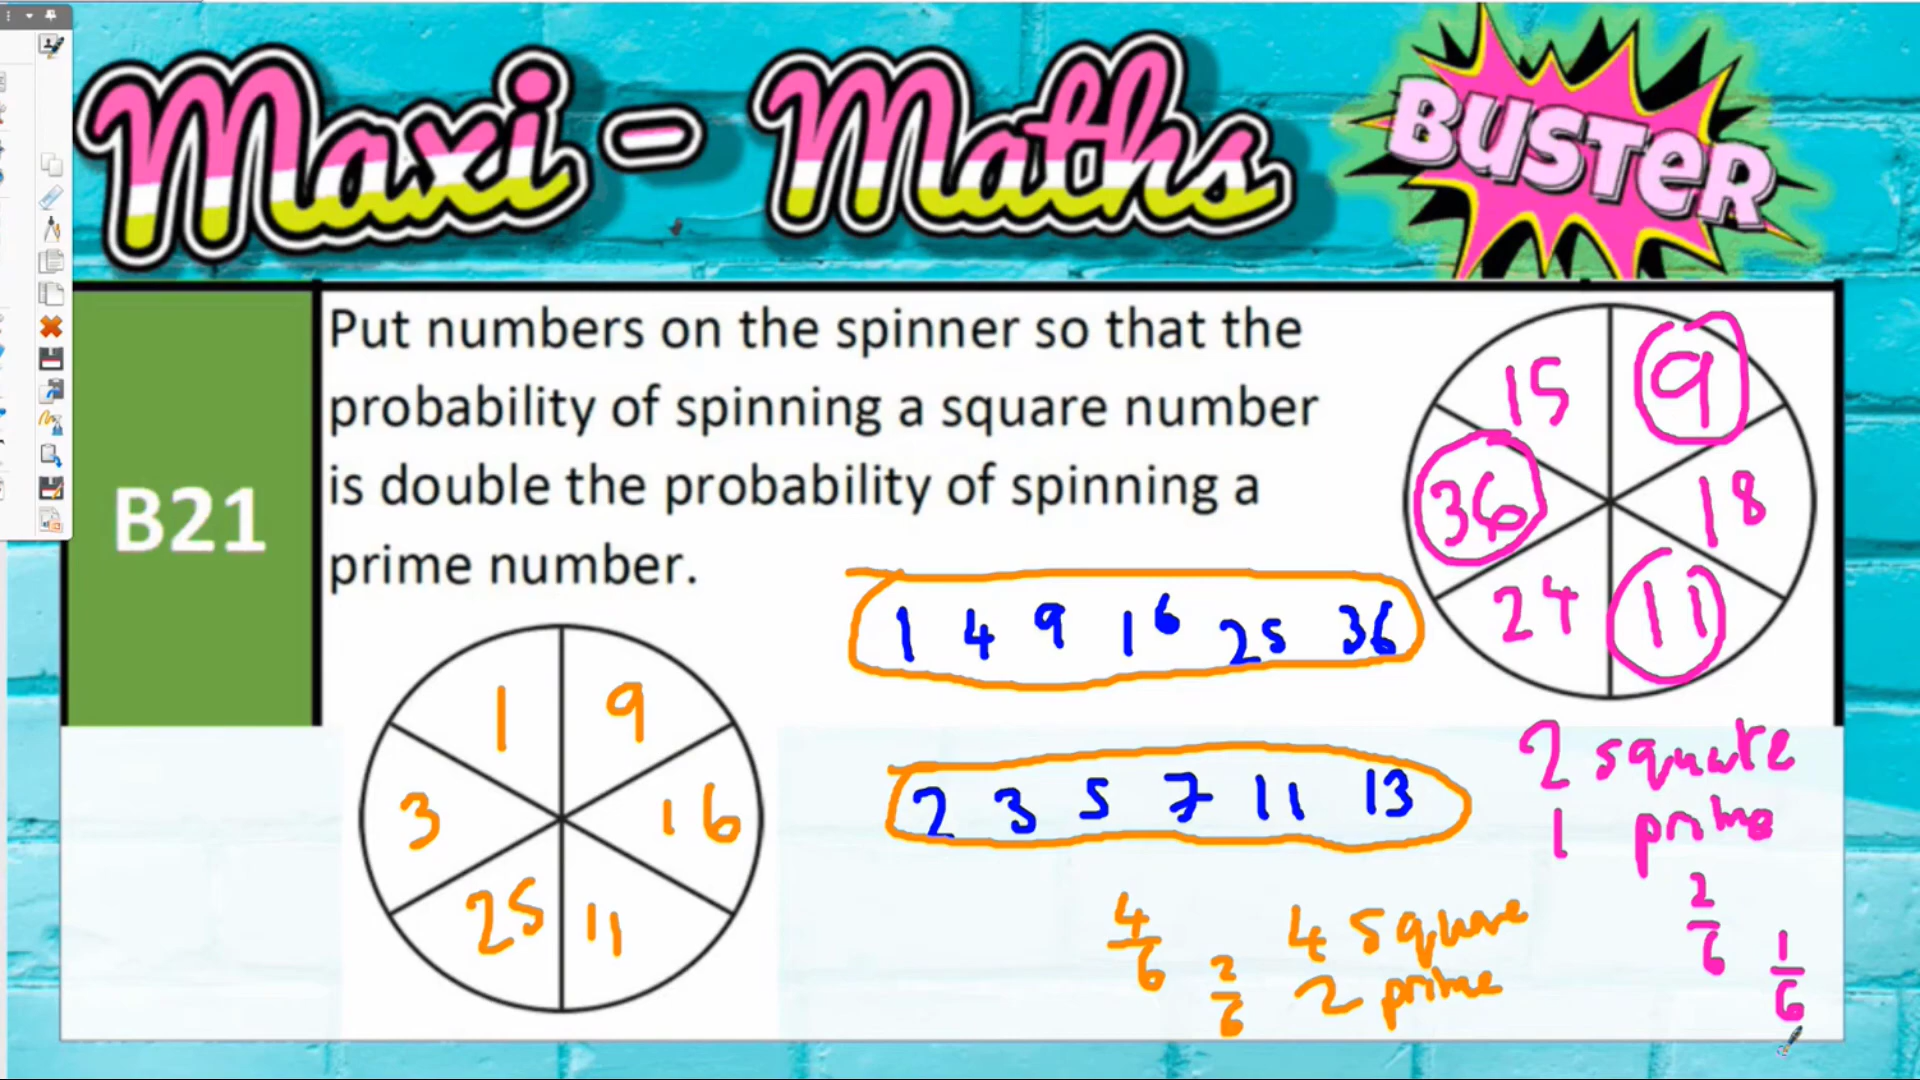 Maxi - Maths
BUSTER
B21
Put numbers on the spinner so that the
probability of spinning a square number
is double the probability of spinning a
prime number.
15 9
36 18
24 11
1 4 9 16 25 36
1 9
3 16
25 11
2 3 5 7 11 13
2 square
1 prime
2/6
1/6
4/6
2/6
4 square
2 prime